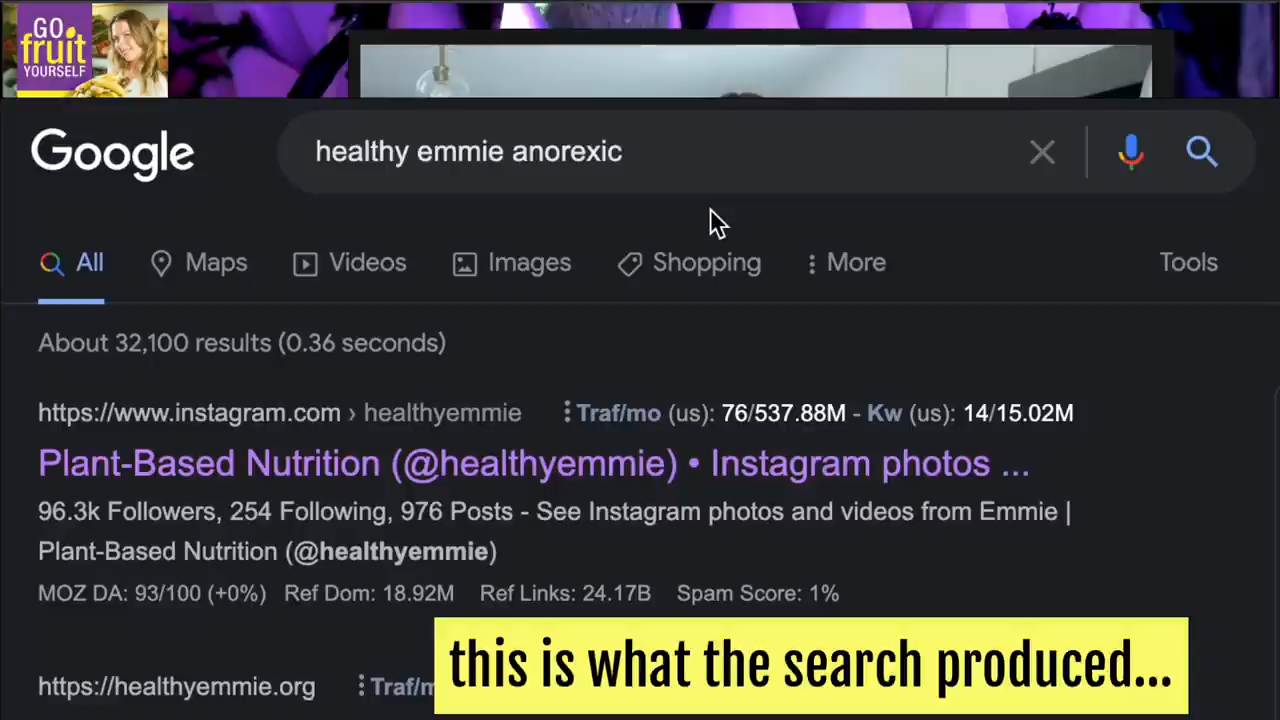 GO
fruit
YOURSELF
Google
healthy emmie anorexic
All
Maps
Videos
Images
Shopping
More
Tools
About 32,100 results (0.36 seconds)
https://www.instagram.com › healthyemmie
Traf/mo (us): 76/537.88M - Kw (us): 14/15.02M
Plant-Based Nutrition (@healthyemmie) • Instagram photos ...
96.3k Followers, 254 Following, 976 Posts - See Instagram photos and videos from Emmie |
Plant-Based Nutrition (@healthyemmie)
MOZ DA: 93/100 (+0%) Ref Dom: 18.92M Ref Links: 24.17B Spam Score: 1%
https://healthyemmie.org
Traf/m
this is what the search produced...